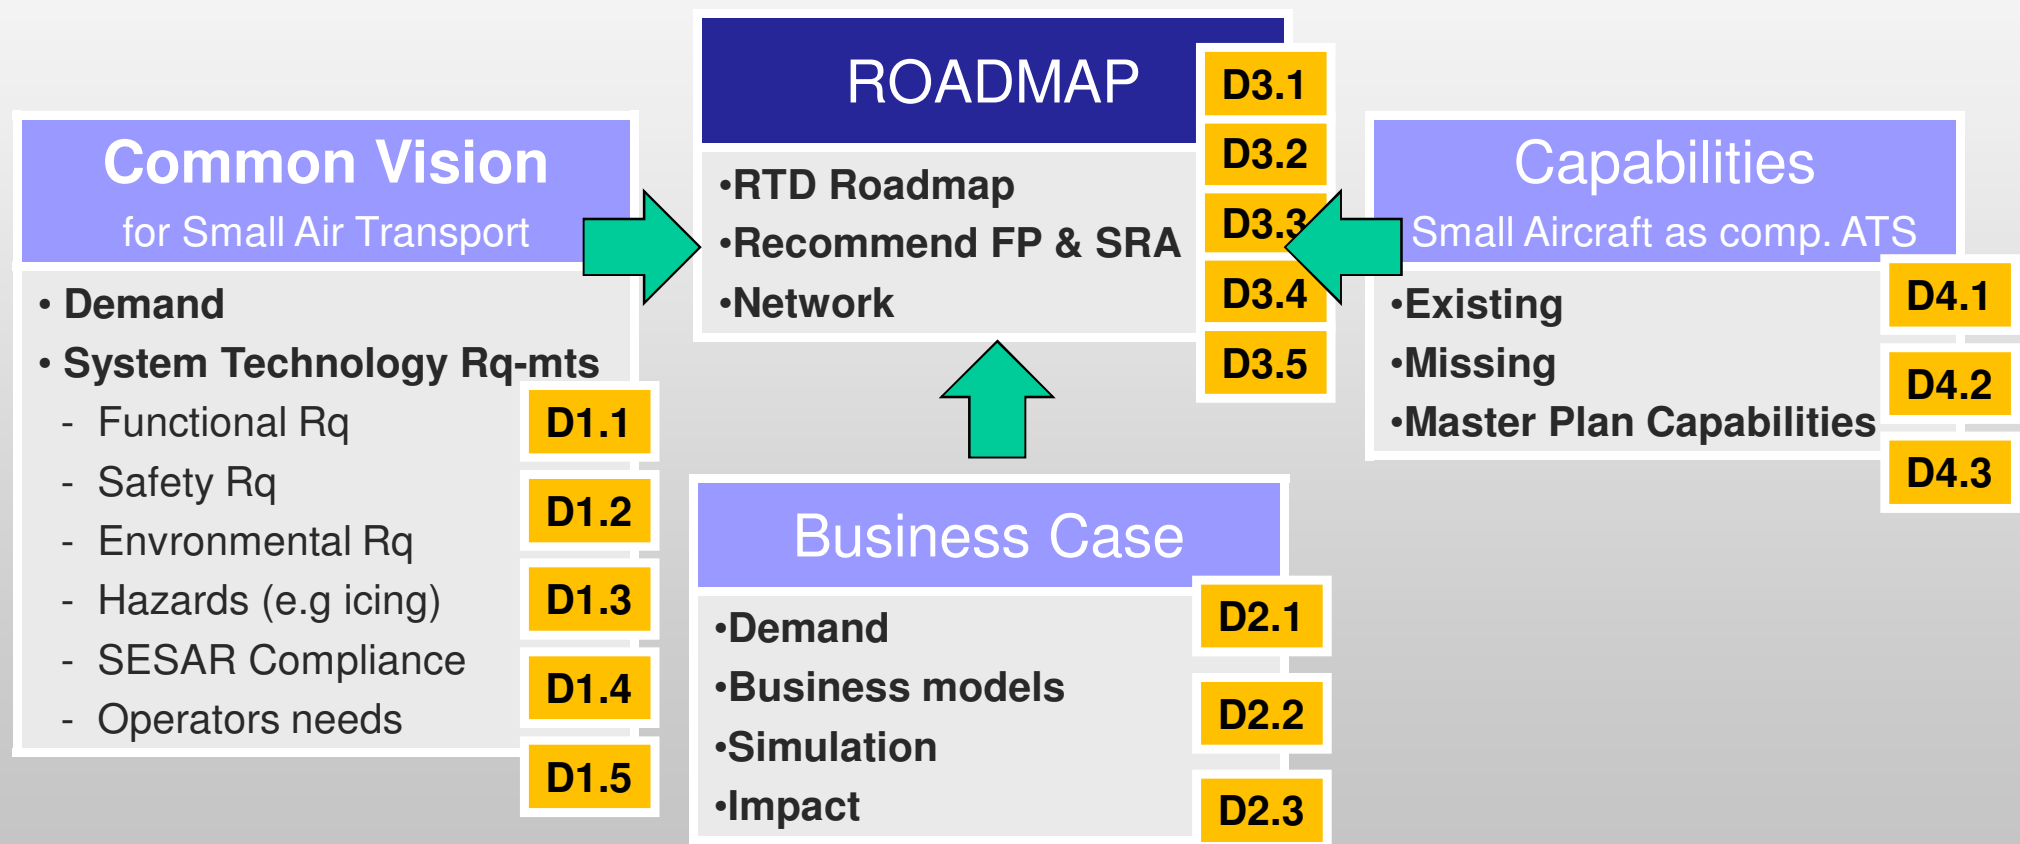 Common Vision
for Small Air Transport
• Demand
• System Technology Rq-mts
- Functional Rq
- Safety Rq
- Envronmental Rq
- Hazards (e.g icing)
- SESAR Compliance
- Operators needs
D1.1
D1.2
D1.3
D1.4
D1.5
ROADMAP
•RTD Roadmap
•Recommend FP & SRA
•Network
D3.1
D3.2
D3.3
D3.4
D3.5
Business Case
•Demand
•Business models
•Simulation
•Impact
D2.1
D2.2
D2.3
Capabilities
Small Aircraft as comp. ATS
•Existing
•Missing
•Master Plan Capabilities
D4.1
D4.2
D4.3